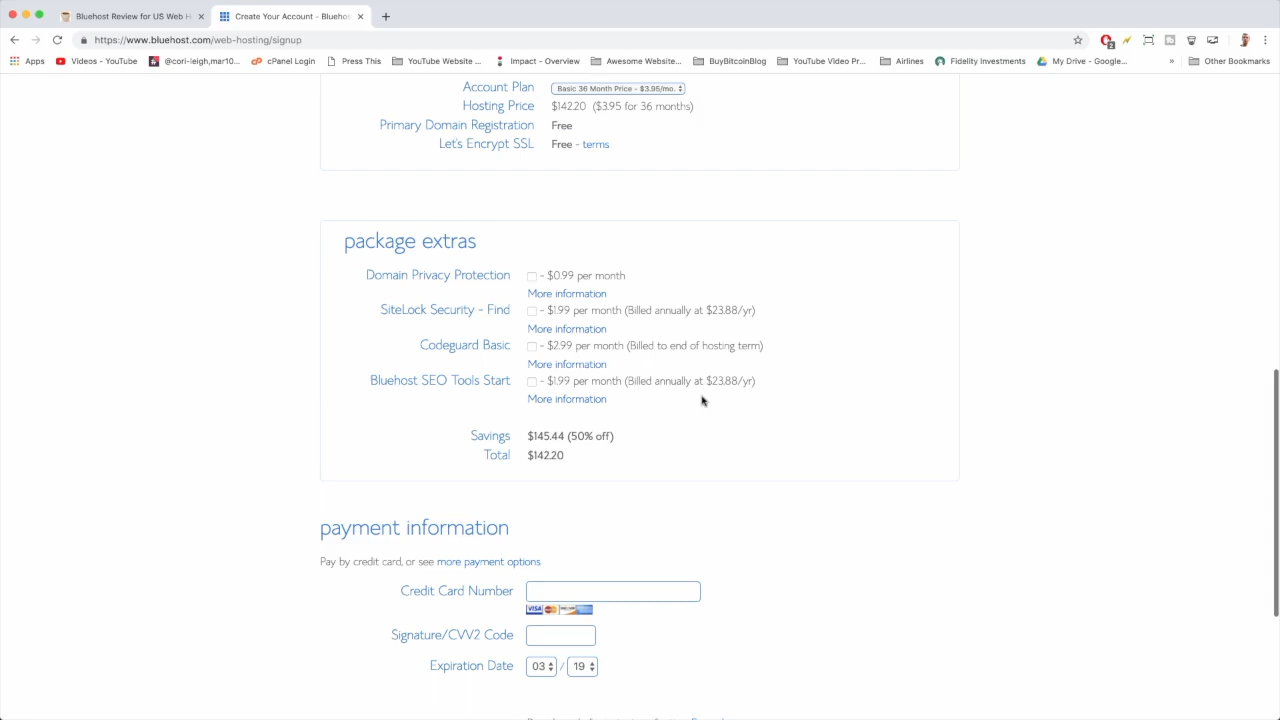 Bluehost Review for US Web H
Create Your Account - Bluehos
https://www.bluehost.com/web-hosting/signup
2
Apps
Videos - YouTube
@cori-leigh,mar10...
cPanel Login
Press This
YouTube Website ...
Impact - Overview
Awesome Website...
BuyBitcoinBlog
YouTube Video Pr...
Airlines
Fidelity Investments
My Drive - Google...
»
Other Bookmarks
Account Plan Basic 36 Month Price - $3.95/mo.
Hosting Price $142.20 ($3.95 for 36 months)
Primary Domain Registration Free
Let's Encrypt SSL Free - terms
package extras
Domain Privacy Protection - $0.99 per month
More information
SiteLock Security - Find - $1.99 per month (Billed annually at $23.88/yr)
More information
Codeguard Basic - $2.99 per month (Billed to end of hosting term)
More information
Bluehost SEO Tools Start - $1.99 per month (Billed annually at $23.88/yr)
More information
Savings $145.44 (50% off)
Total $142.20
payment information
Pay by credit card, or see more payment options
Credit Card Number
VISA
Signature/CVV2 Code
Expiration Date 03 / 19